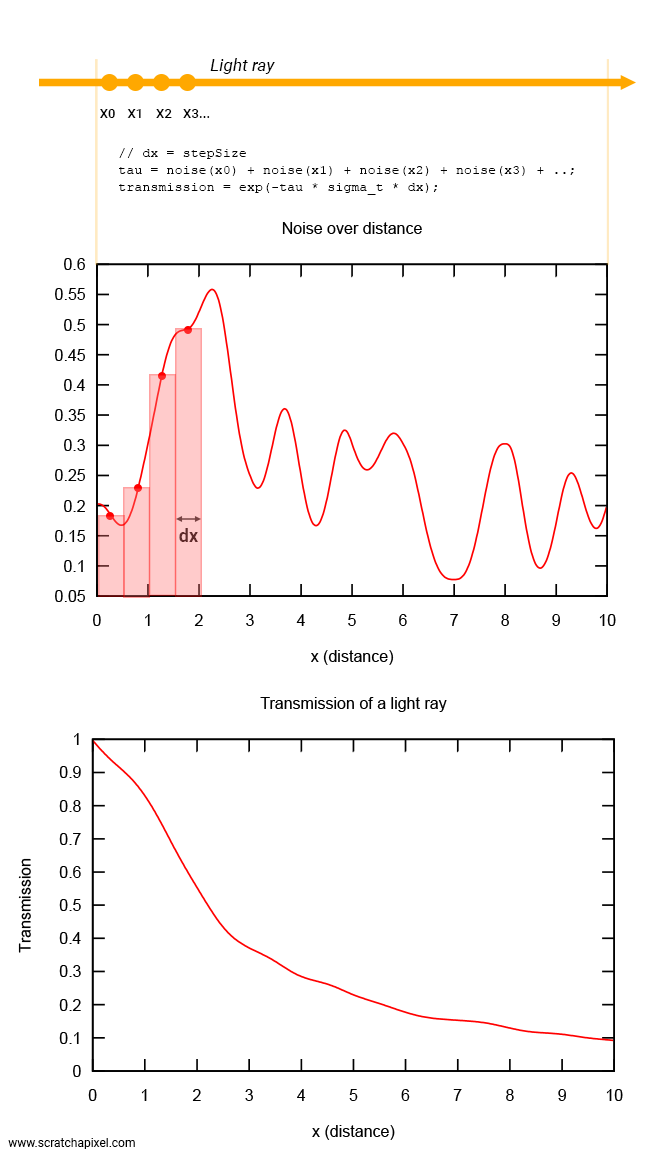 Light ray
X0 X1 X2 X3...
// dx = stepSize
tau = noise(x0) + noise(x1) + noise(x2) + noise(x3) + ..;
transmission = exp(-tau * sigma_t * dx);
Noise over distance
0.6
0.55
0.5
0.45
0.4
0.35
0.3
0.25
0.2
0.15
0.1
0.05
dx
0 1 2 3 4 5 6 7 8 9 10
x (distance)
Transmission of a light ray
1
0.9
0.8
0.7
0.6
0.5
0.4
0.3
0.2
0.1
0
Transmission
0 1 2 3 4 5 6 7 8 9 10
x (distance)
www.scratchapixel.com